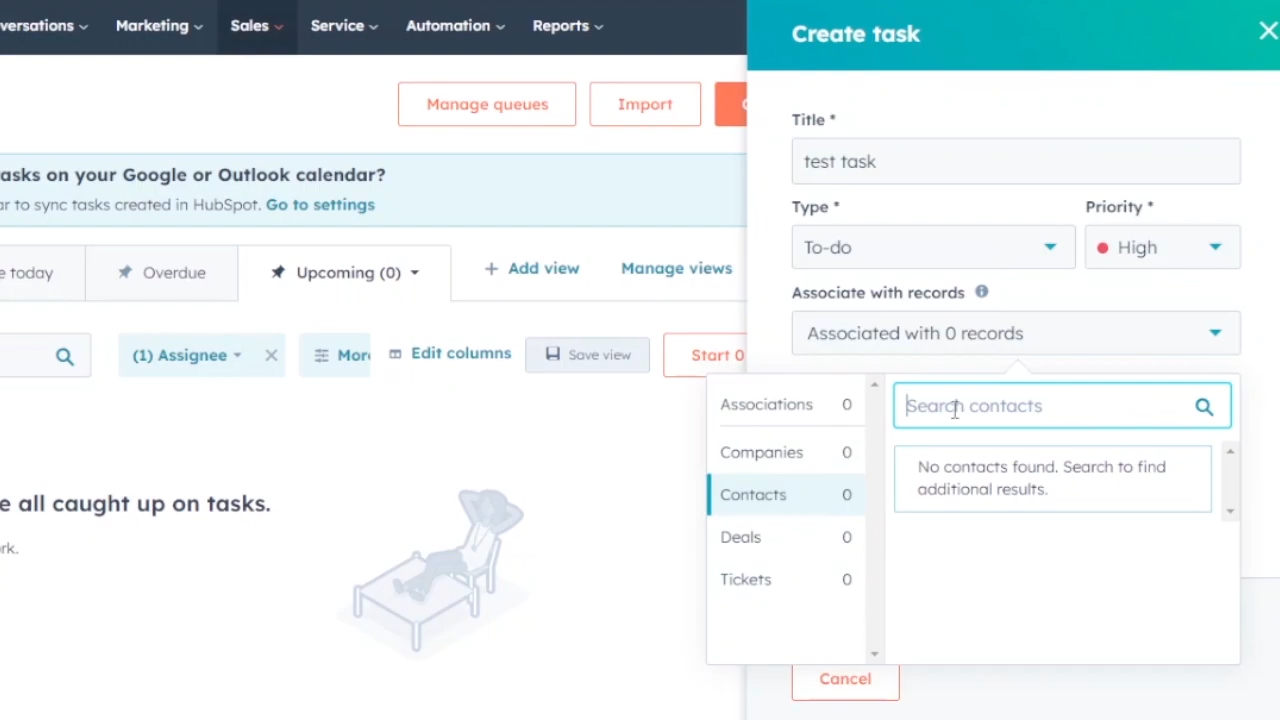 Marketing
Sales
Service
Automation
Reports
Create task
Manage queues
Import
Title *
test task
asks on your Google or Outlook calendar?
ar to sync tasks created in HubSpot. Go to settings
Type *
Priority *
To-do
High
e today
Overdue
Upcoming (0)
+ Add view
Manage views
Associate with records
Associated with 0 records
(1) Assignee
Edit columns
Save view
Start 0
Associations 0
Search contacts
Companies 0
No contacts found. Search to find
additional results.
Contacts 0
Deals 0
Tickets 0
e all caught up on tasks.
Cancel